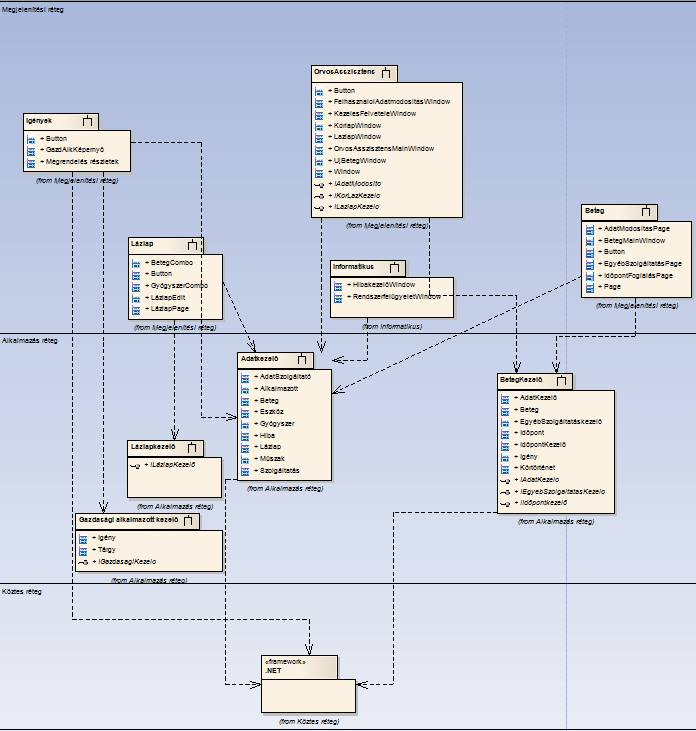 Megjelenítési réteg
OrvosAsszisztens
+ Button
+ FelhasznaloiAdatmodositasWindow
+ KezelesFelveteleWindow
+ KorlapWindow
+ LazlapWindow
+ OrvosAsszisztensMainWindow
+ UjBetegWindow
+ Window
+ IAdatModosito
+ IKorLazKezelo
+ ILazlapKezelo
(from Megjelenítési réteg)
Igények
+ Button
+ GazdAlkKépernyő
+ Megrendelés részletek
(from Megjelenítési réteg)
Beteg
+ AdatModositasPage
+ BetegMainWindow
+ Button
+ EgyébSzolgáltatásPage
+ IdőpontFoglalásPage
+ Page
(from Megjelenítési réteg)
Lázlap
+ BetegCombo
+ Button
+ GyógyszerCombo
+ LázlapEdit
+ LázlapPage
(from Megjelenítési réteg)
Informatikus
+ HibakezelőWindow
+ RendszerfelügyeletWindow
(from Informatikus)
Alkalmazás réteg
Adatkezelő
+ AdatSzolgáltató
+ Alkalmazott
+ Beteg
+ Eszköz
+ Gyógyszer
+ Hiba
+ Lázlap
+ Műszak
+ Szolgáltatás
(from Alkalmazás réteg)
BetegKezelő
+ AdatKezelő
+ Beteg
+ EgyébSzolgáltatáskezelő
+ Időpont
+ IdőpontKezelő
+ Igény
+ Kórtörténet
+ IAdatKezelo
+ IEgyebSzolgaltatasKezelo
+ IIdőpontkezelő
(from Alkalmazás réteg)
Lázlapkezelő
+ ILázlapKezelő
(from Alkalmazás réteg)
Gazdasági alkalmazott kezelő
+ Igény
+ Tárgy
+ IGazdasagiKezelo
(from Alkalmazás réteg)
Köztes réteg
«framework»
.NET
(from Köztes réteg)